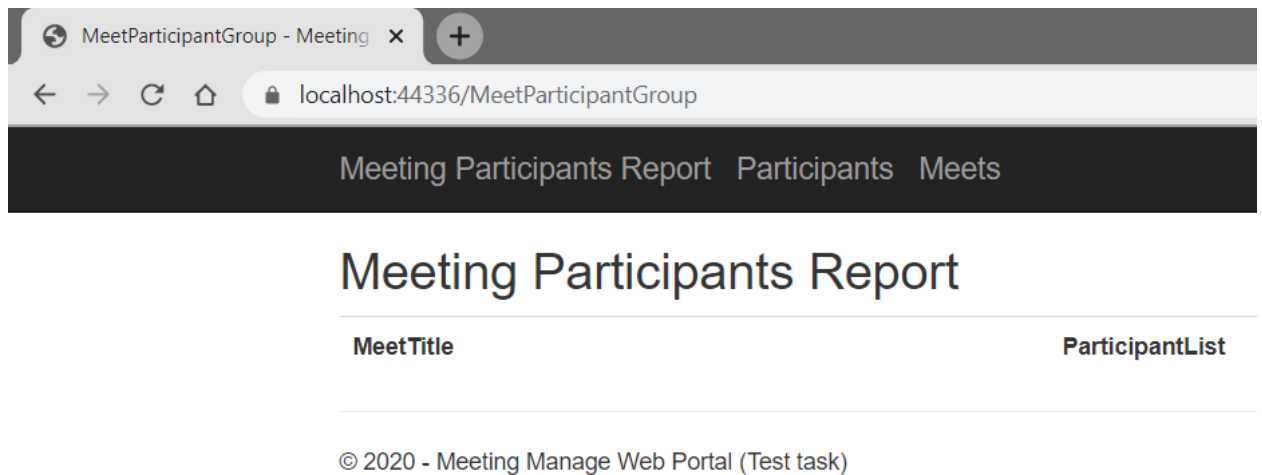 MeetParticipantGroup - Meeting
localhost:44336/MeetParticipantGroup
Meeting Participants Report Participants Meets
Meeting Participants Report
MeetTitle ParticipantList
© 2020 - Meeting Manage Web Portal (Test task)